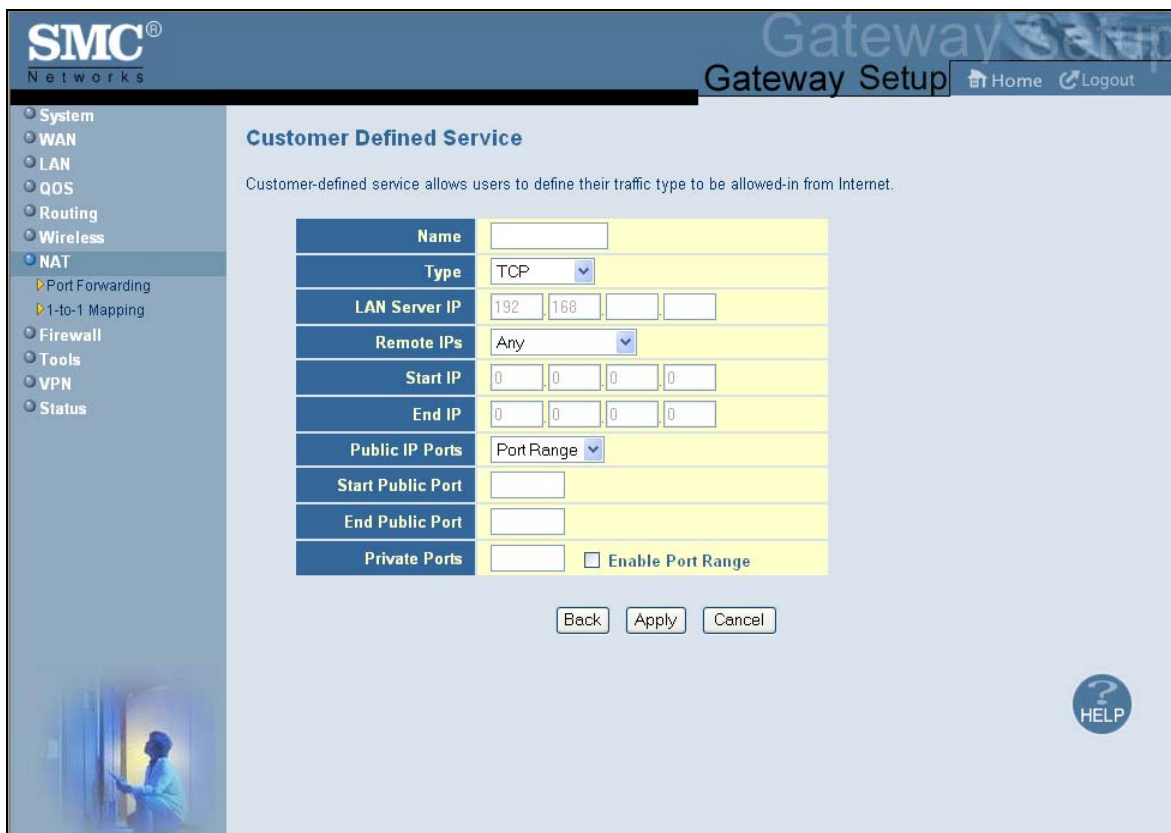 SMC®
Networks
Gateway Setup
Gateway Setup
Home
Logout
System
WAN
LAN
QOS
Routing
Wireless
NAT
Port Forwarding
1-to-1 Mapping
Firewall
Tools
VPN
Status
Customer Defined Service
Customer-defined service allows users to define their traffic type to be allowed-in from Internet.
Name
Type TCP
LAN Server IP 192 . 168 . .
Remote IPs Any
Start IP 0 . 0 . 0 . 0
End IP 0 . 0 . 0 . 0
Public IP Ports Port Range
Start Public Port
End Public Port
Private Ports Enable Port Range
Back Apply Cancel
?
HELP